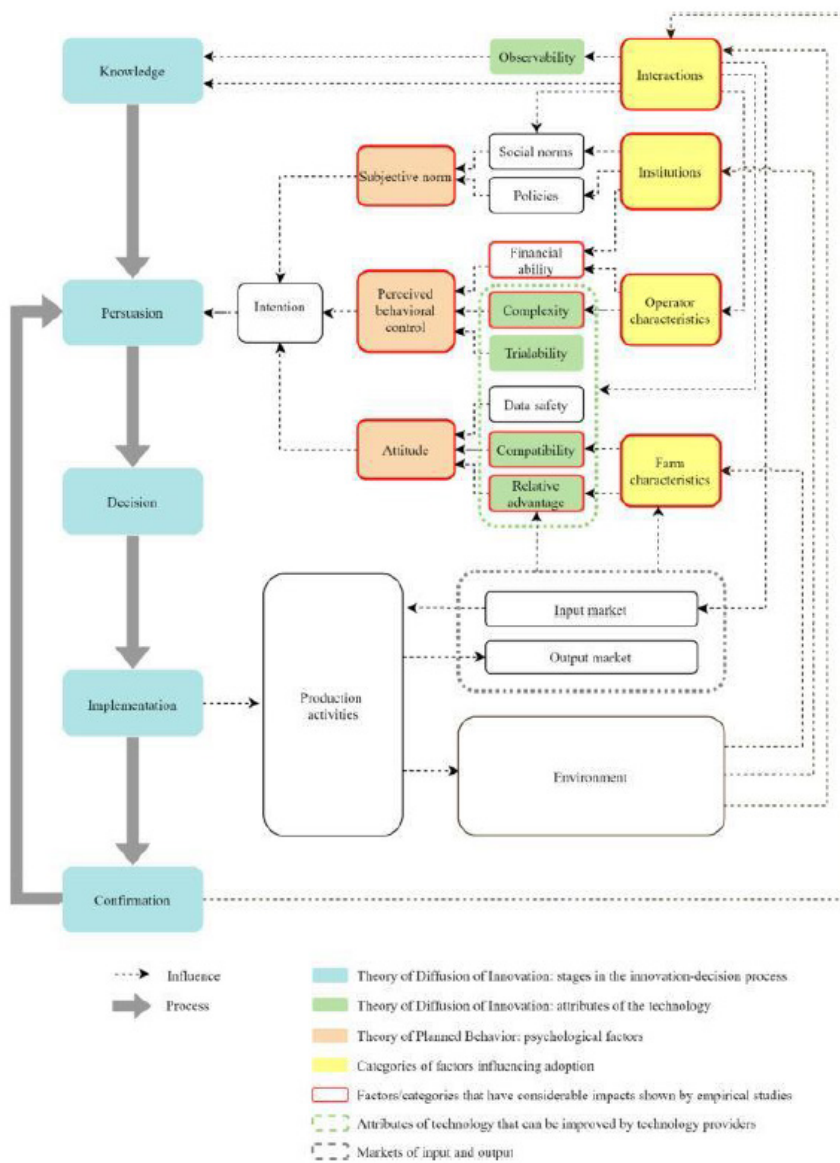 Knowledge
Observability
Interactions
Social norms
Subjective norm
Institutions
Policies
Financial
ability
Persuasion
Intention
Perceived
behavioral
control
Complexity
Operator
characteristics
Trialability
Data safety
Attitude
Compatibility
Farm
characteristics
Relative
advantage
Decision
Input market
Output market
Implementation
Production
activities
Environment
Confirmation
Influence
Process
Theory of Diffusion of Innovation: stages in the innovation-decision process
Theory of Diffusion of Innovation: attributes of the technology
Theory of Planned Behavior: psychological factors
Categories of factors influencing adoption
Factors/categories that have considerable impacts shown by empirical studies
Attributes of technology that can be improved by technology providers
Markets of input and output